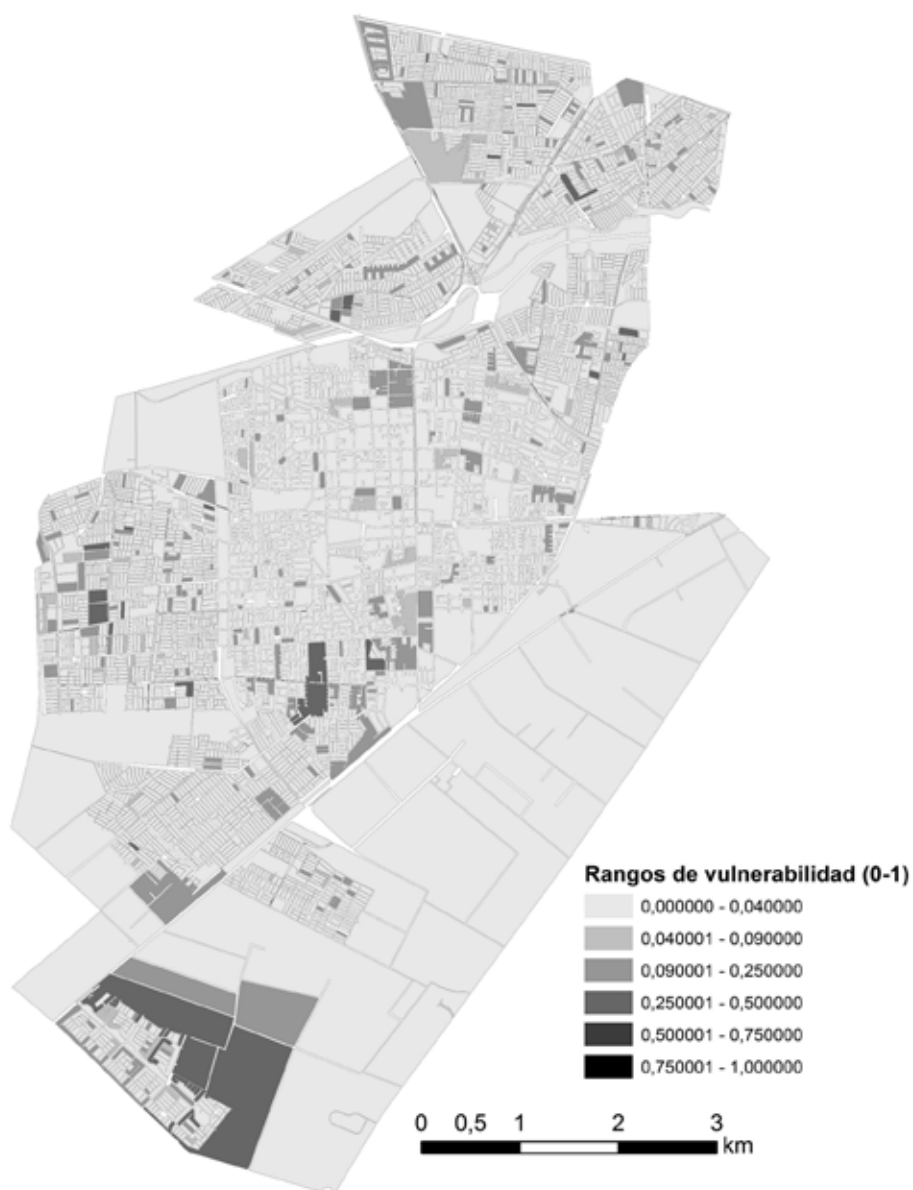 Rangos de vulnerabilidad (0-1)
0,000000 - 0,040000
0,040001 - 0,090000
0,090001 - 0,250000
0,250001 - 0,500000
0,500001 - 0,750000
0,750001 - 1,000000
0 0,5 1 2 3
km